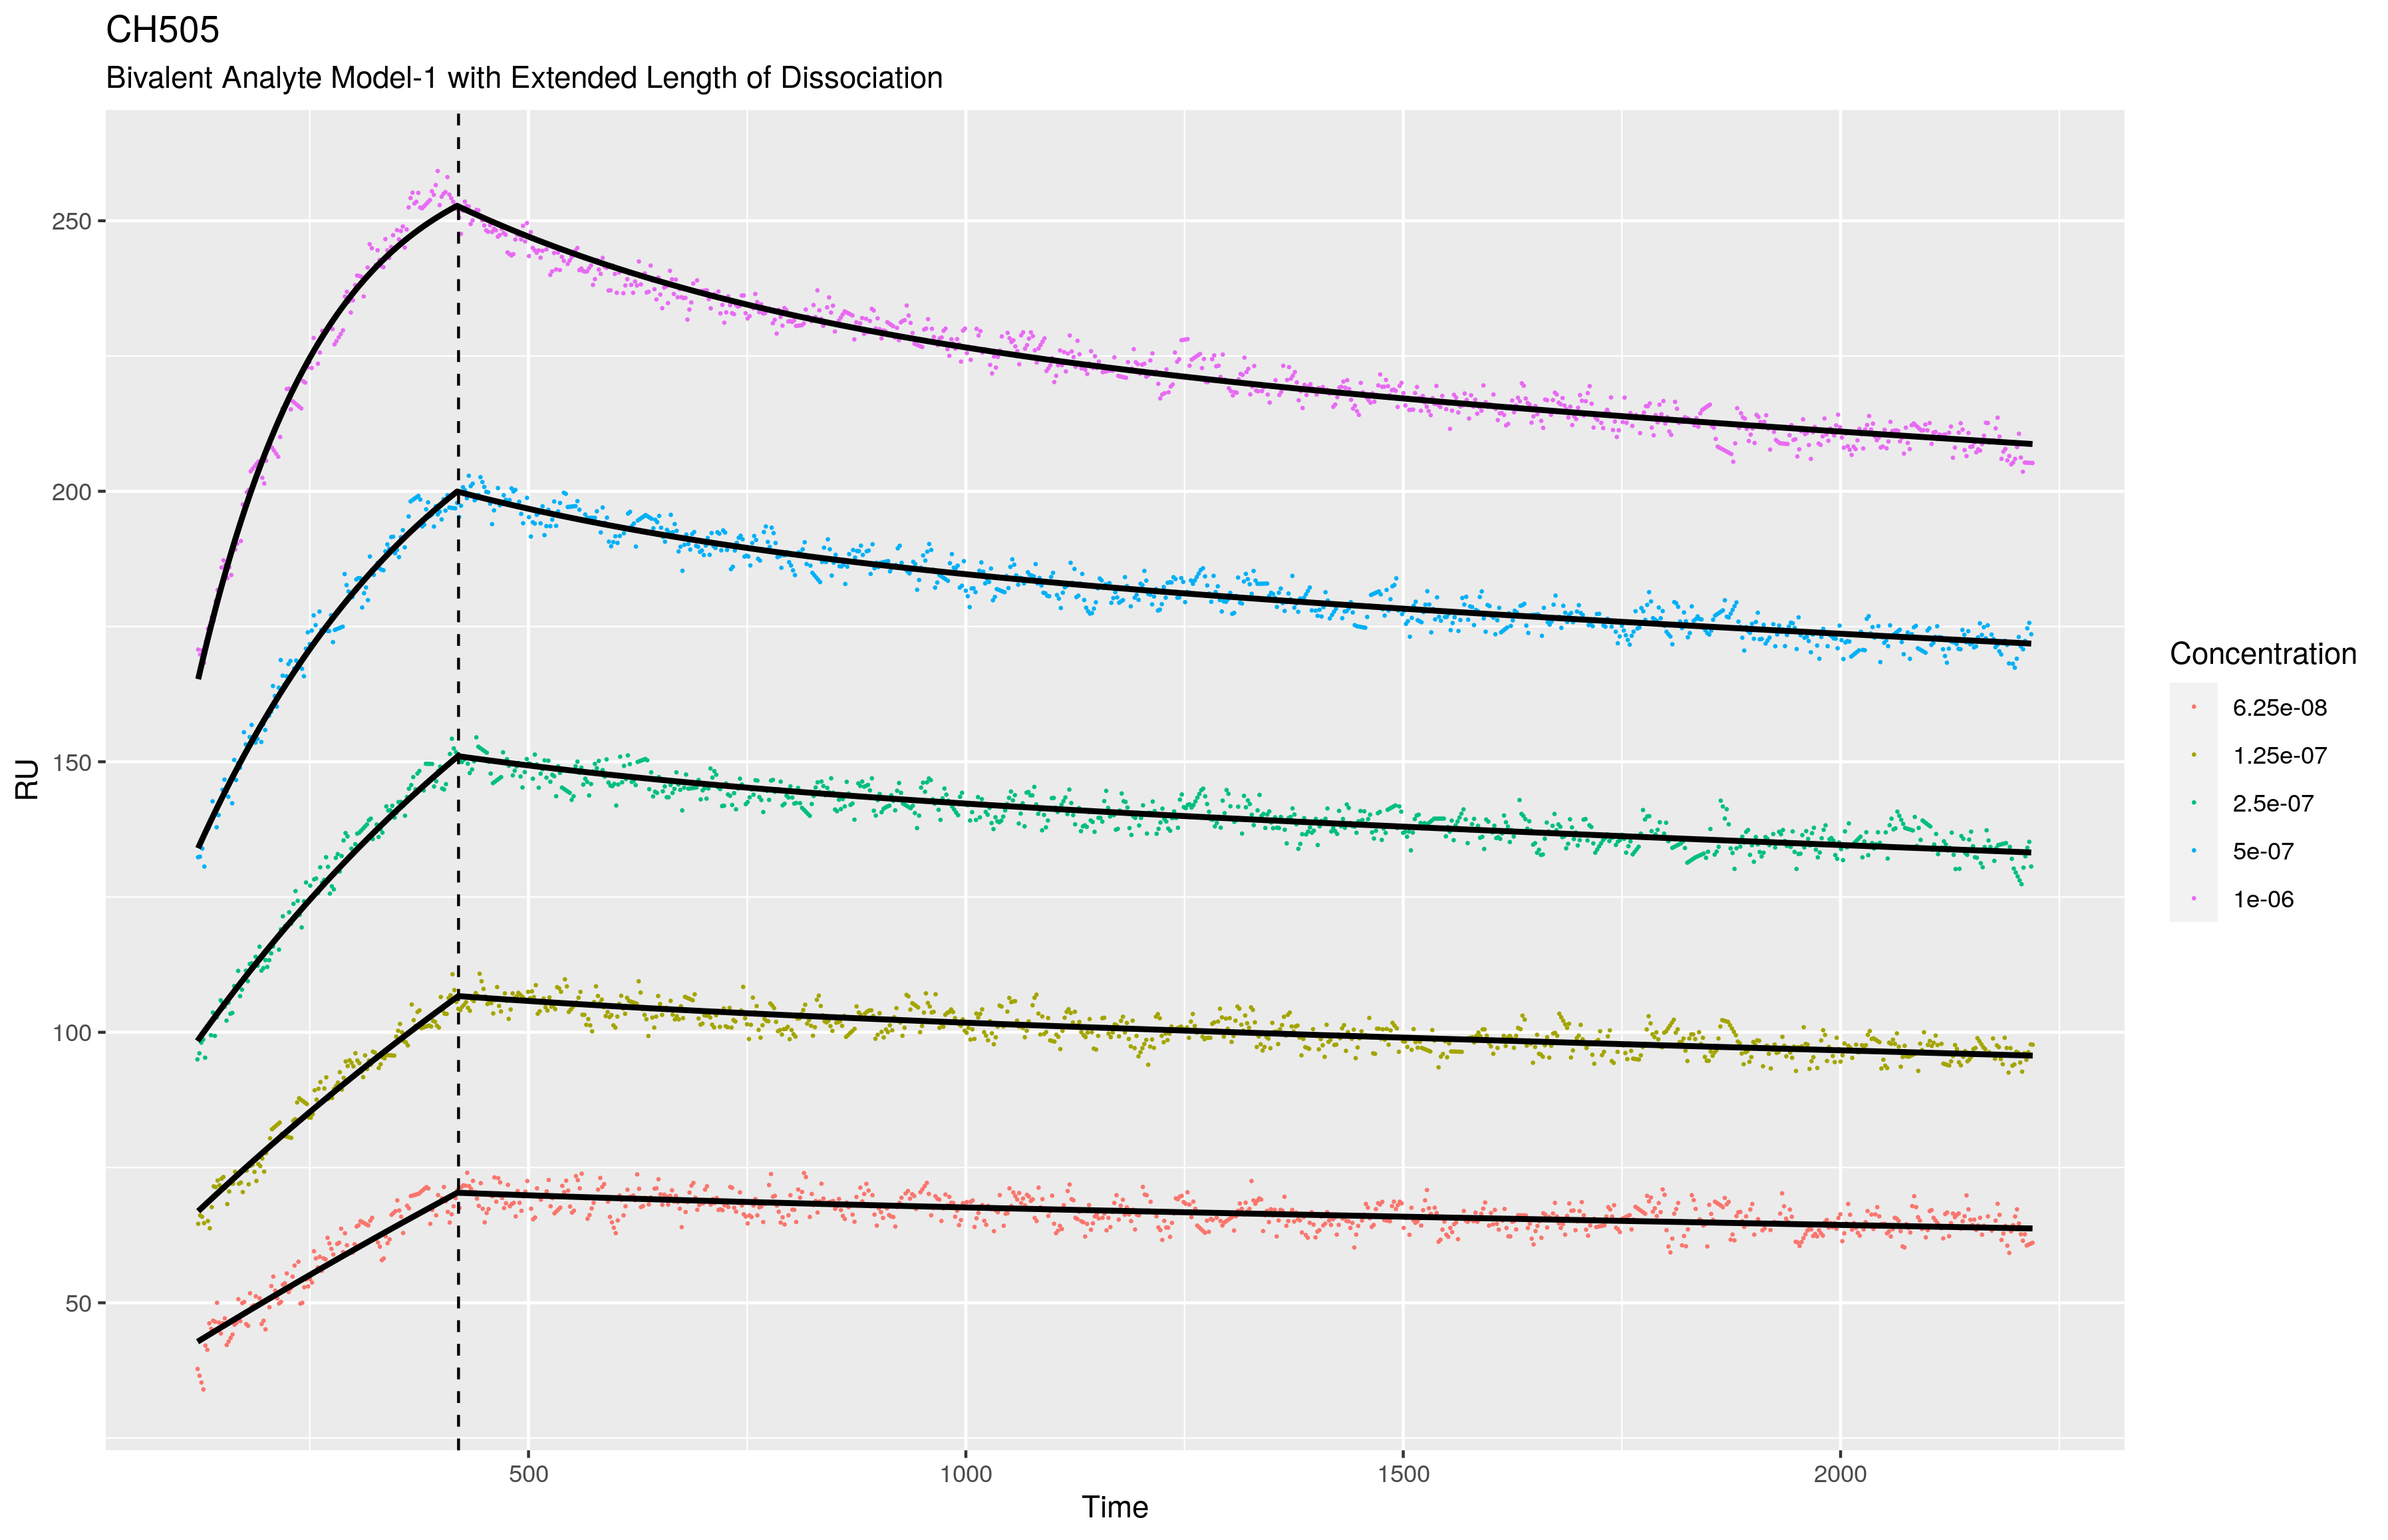 CH505
Bivalent Analyte Model-1 with Extended Length of Dissociation
250
200
150
100
50
RU
500
1000
1500
2000
Time
Concentration
6.25e-08
1.25e-07
2.5e-07
5e-07
1e-06